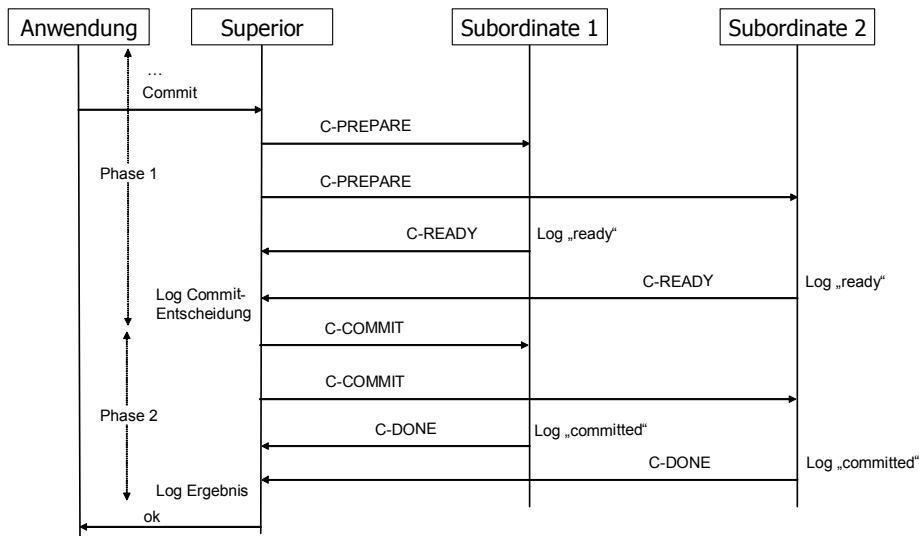 Anwendung
Superior
Subordinate 1
Subordinate 2
...
Commit
C-PREPARE
Phase 1
C-PREPARE
C-READY
Log „ready“
C-READY
Log „ready“
Log Commit-
Entscheidung
C-COMMIT
C-COMMIT
Phase 2
C-DONE
Log „committed“
C-DONE
Log „committed“
Log Ergebnis
ok